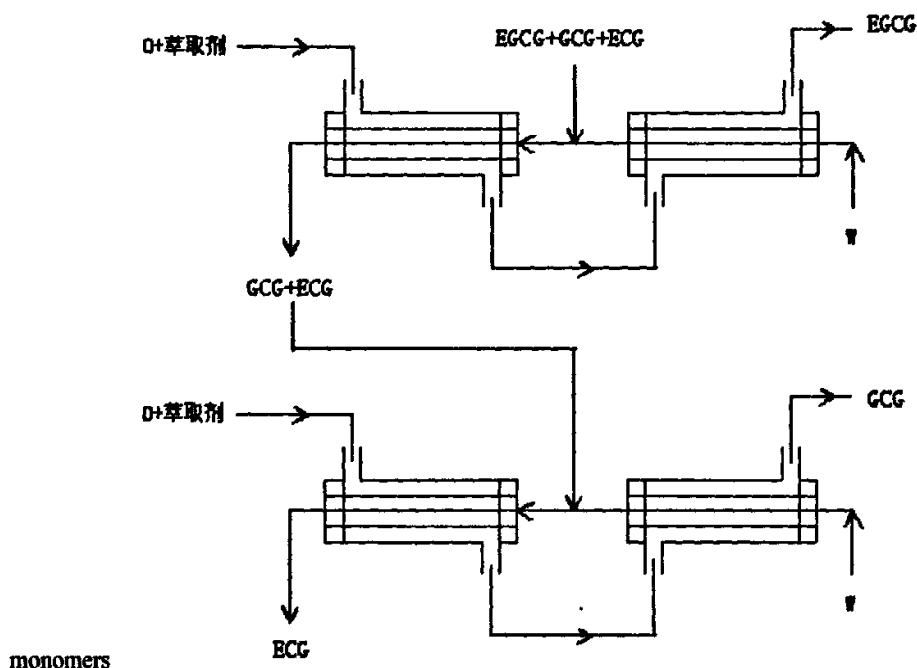 EGCG
O+萃取剂
EGCG+GCG+ECG
W
GCG+ECG
O+萃取剂
GCG
W
ECG
monomers